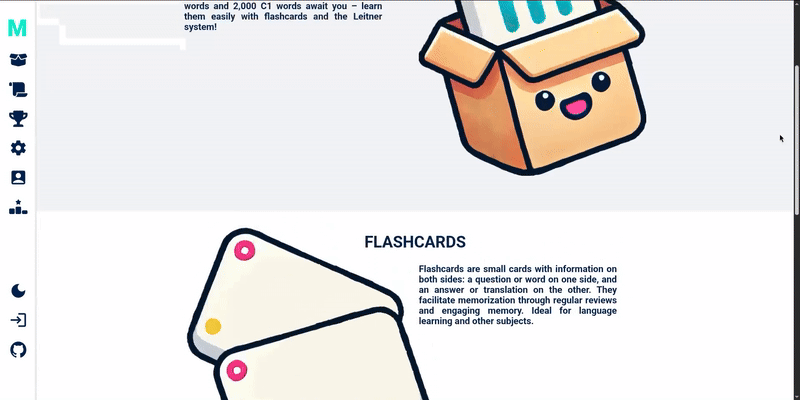 M
words and 2,000 C1 words await you – learn
them easily with flashcards and the Leitner
system!
FLASHCARDS
Flashcards are small cards with information on
both sides: a question or word on one side, and
an answer or translation on the other. They
facilitate memorization through regular reviews
and engaging memory. Ideal for language
learning and other subjects.